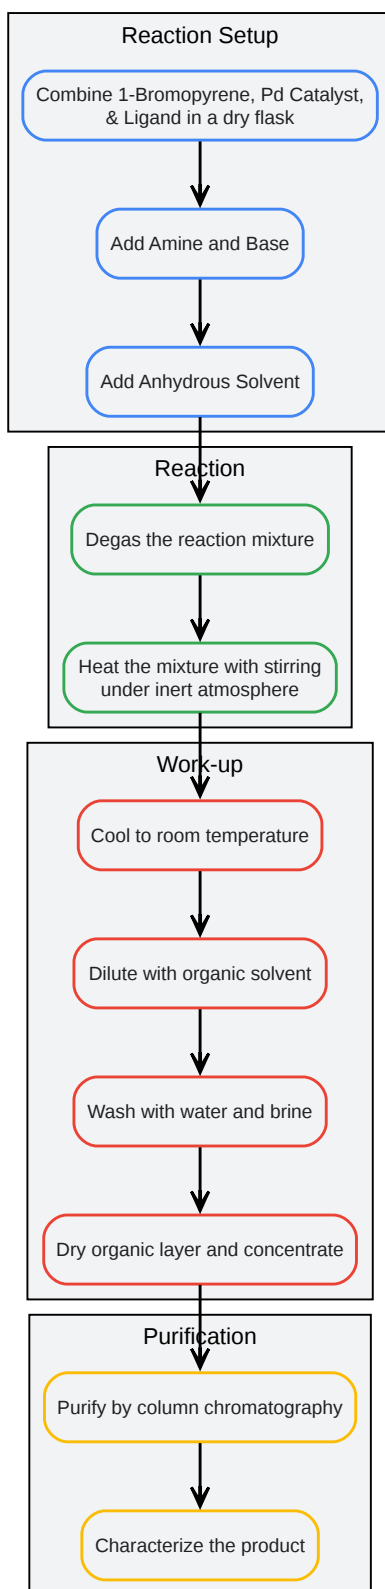 Reaction Setup
Combine 1-Bromopyrene, Pd Catalyst,
& Ligand in a dry flask
Add Amine and Base
Add Anhydrous Solvent
Reaction
Degas the reaction mixture
Heat the mixture with stirring
under inert atmosphere
Work-up
Cool to room temperature
Dilute with organic solvent
Wash with water and brine
Dry organic layer and concentrate
Purification
Purify by column chromatography
Characterize the product